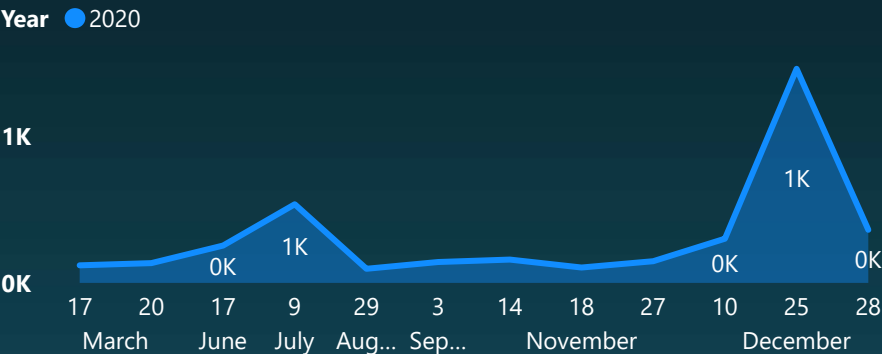 Year 2020
1K
1K
1K
0K
0K
0K
0K
17 20 17 9 29 3 14 18 27 10 25 28
March June July Aug... Sep... November December